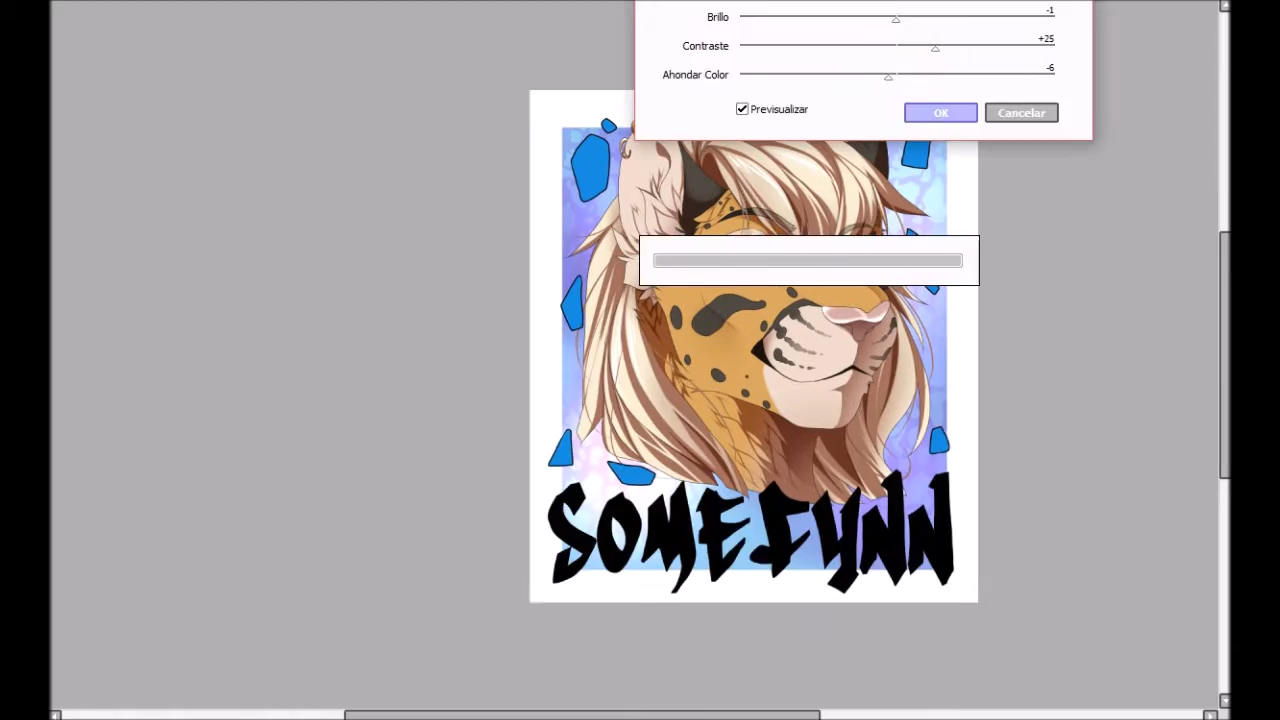 Brillo -1
Contraste +25
Ahondar Color -6
Previsualizar OK Cancelar
SOMEFYNN